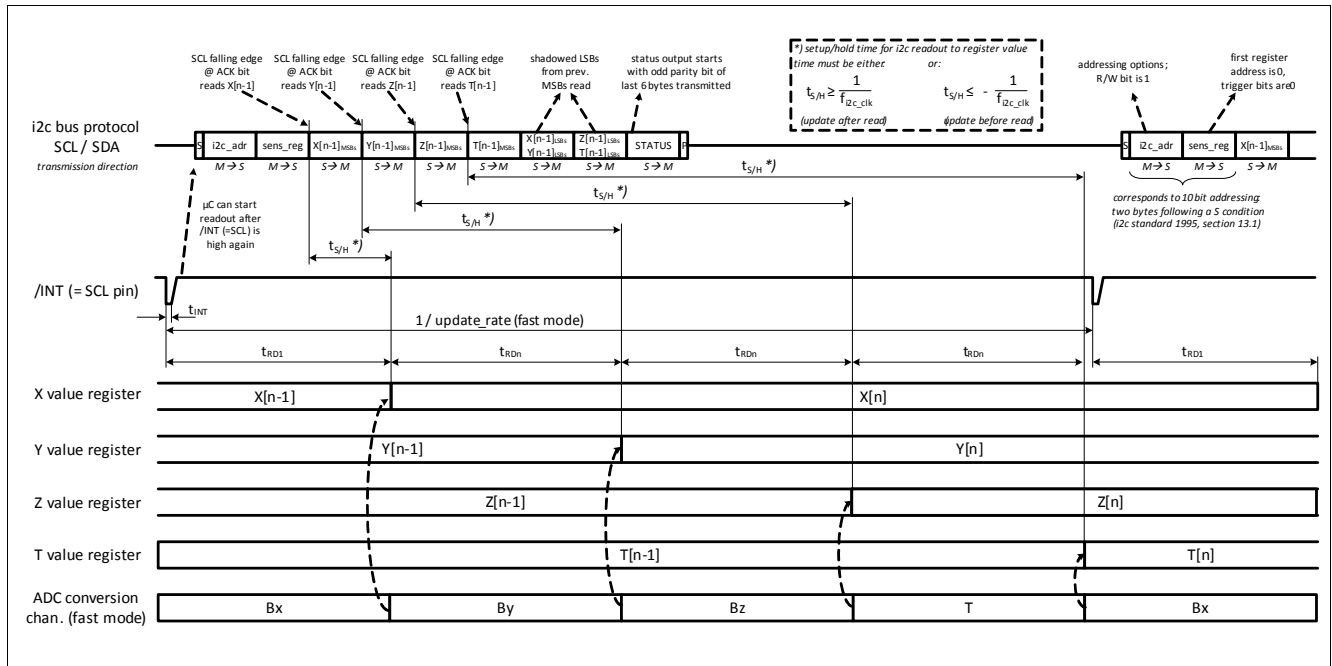 SCL falling edge
@ ACK bit
reads X[n-1]
SCL falling edge
@ ACK bit
reads Y[n-1]
SCL falling edge
@ ACK bit
reads Z[n-1]
SCL falling edge
@ ACK bit
reads T[n-1]
shadowed LSBs
from prev.
MSBs read
status output starts
with odd parity bit of
last 6 bytes transmitted
*) setup/hold time for i2c readout to register value
time must be either: or:
tS/H ≥ 1 / fi2c_clk tS/H ≤ - 1 / fi2c_clk
(update after read) (update before read)
addressing options;
R/W bit is 1
first register
address is 0,
trigger bits are 0
i2c bus protocol
SCL / SDA
transmission direction
S i2c_adr sens_reg X[n-1]MSBs Y[n-1]MSBs Z[n-1]MSBs T[n-1]MSBs X[n-1]LSBs Y[n-1]LSBs Z[n-1]LSBs T[n-1]LSBs STATUS P
M → S M → S S → M S → M S → M S → M S → M S → M S → M
S i2c_adr sens_reg X[n-1]MSBs
M → S M → S S → M
corresponds to 10 bit addressing:
two bytes following a S condition
(i2c standard 1995, section 13.1)
tS/H *)
tS/H *)
tS/H *)
tS/H *)
µC can start
readout after
/INT (=SCL) is
high again
/INT (= SCL pin)
tINT
1 / update_rate (fast mode)
tRD1 tRDn tRDn tRDn tRD1
X value register X[n-1] X[n]
Y value register Y[n-1] Y[n]
Z value register Z[n-1] Z[n]
T value register T[n-1] T[n]
ADC conversion
chan. (fast mode) Bx By Bz T Bx